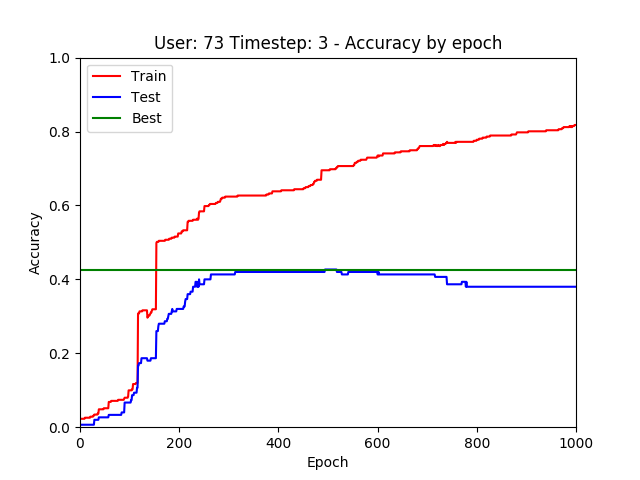 User: 73 Timestep: 3 - Accuracy by epoch
Train
Test
Best
Accuracy
1.0
0.8
0.6
0.4
0.2
0.0
0 200 400 600 800 1000
Epoch